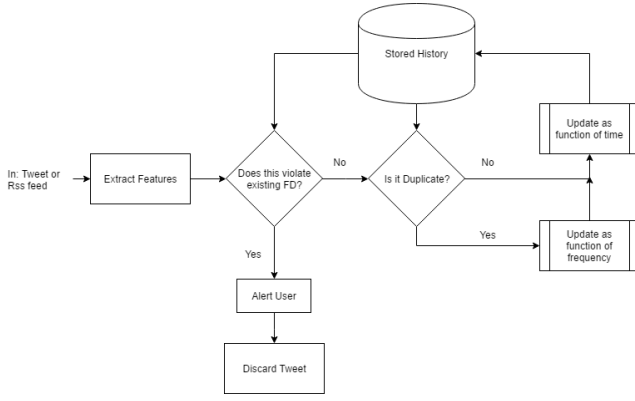 Stored History
Update as
function of time
In: Tweet or
Rss feed
Extract Features
Does this violate
existing FD?
No
Is it Duplicate?
No
Yes
Update as
function of
frequency
Yes
Alert User
Discard Tweet